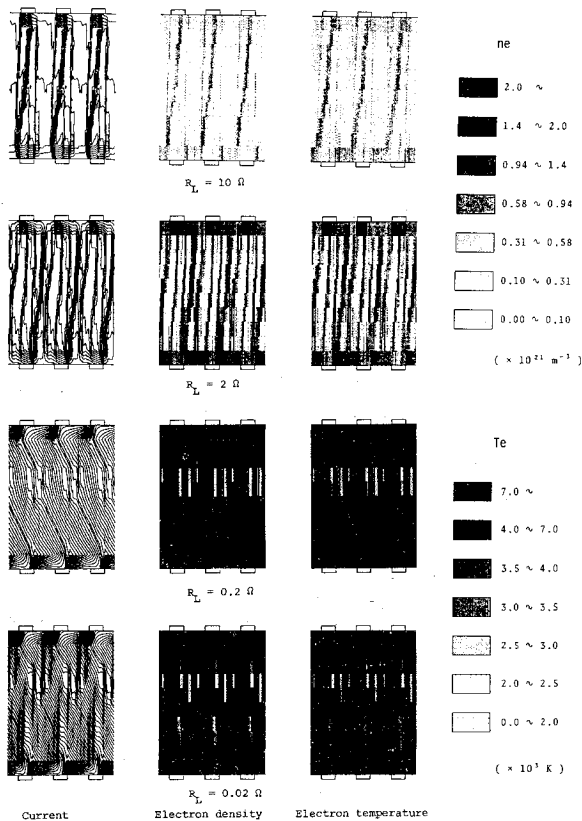 ne
2.0 ~
1.4 ~ 2.0
0.94 ~ 1.4
0.58 ~ 0.94
0.31 ~ 0.58
0.10 ~ 0.31
0.00 ~ 0.10
( × 10²¹ m⁻³ )
R_L = 10 Ω
R_L = 2 Ω
Te
7.0 ~
4.0 ~ 7.0
3.5 ~ 4.0
3.0 ~ 3.5
2.5 ~ 3.0
2.0 ~ 2.5
0.0 ~ 2.0
( × 10³ K )
R_L = 0.2 Ω
R_L = 0.02 Ω
Current
Electron density
Electron temperature